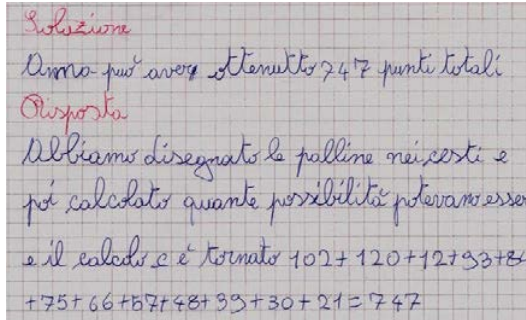 Soluzione
Anna può aver ottenutto 747 punti totali
Risposta
Abbiamo disegnato le palline nei cesti e
poi calcolato quante possibilità potevano esser
e il calcolo c e' tornato 102+120+12+93+84
+75+66+57+48+39+30+21=747